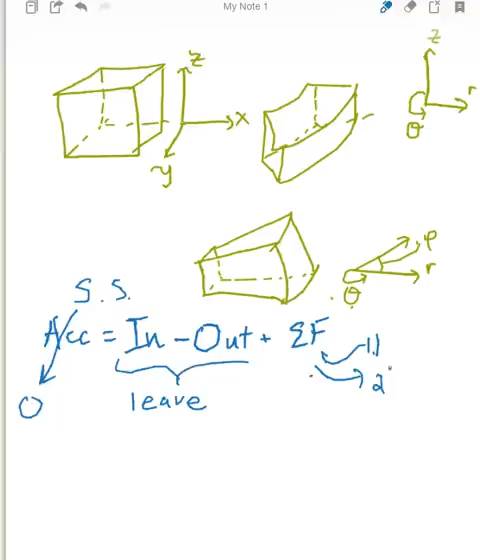 My Note 1
z
x
y
z
r
θ
φ
r
θ
S.S.
Acc = In - Out + ΣF
1.)
2
0
leave